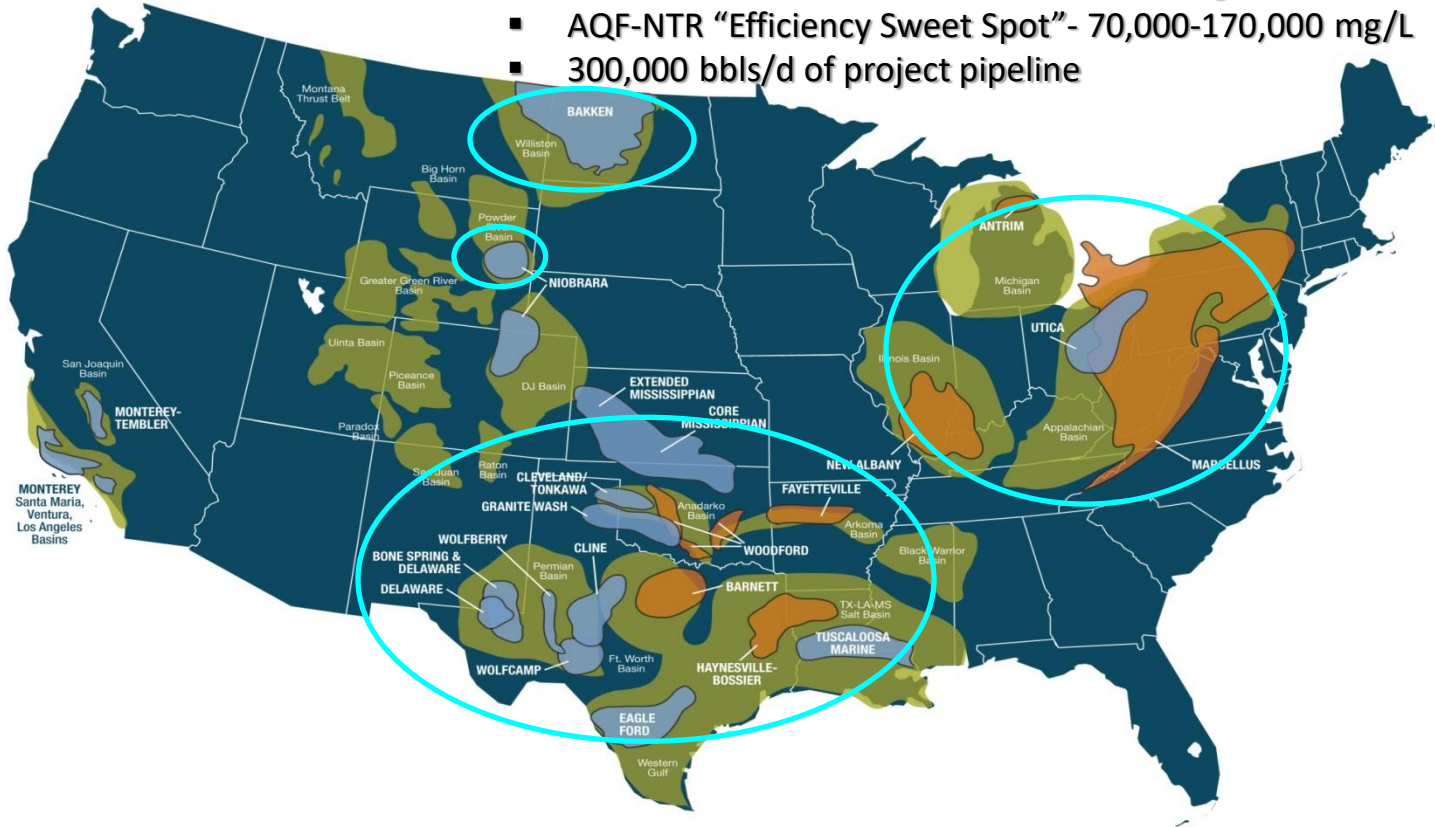 ▪ AQF-NTR “Efficiency Sweet Spot”- 70,000-170,000 mg/L
▪ 300,000 bbls/d of project pipeline
Montana
Thrust Belt
BAKKEN
Williston
Basin
Big Horn
Basin
Powder
River
Basin
Greater Green River
Basin
NIOBRARA
Uinta Basin
Piceance
Basin
DJ Basin
San Joaquin
Basin
MONTEREY-
TEMBLER
MONTEREY
Santa Maria,
Ventura,
Los Angeles
Basins
Paradox
Basin
San Juan
Basin
Raton
Basin
EXTENDED
MISSISSIPPIAN
CORE
MISSISSIPPIAN
ANTRIM
Michigan
Basin
UTICA
Illinois Basin
Appalachian
Basin
NEW ALBANY
MARCELLUS
CLEVELAND/
TONKAWA
GRANITE WASH
Anadarko
Basin
FAYETTEVILLE
Arkoma
Basin
WOODFORD
Black Warrior
Basin
WOLFBERRY
BONE SPRING &
DELAWARE
DELAWARE
Permian
Basin
CLINE
BARNETT
TX-LA-MS
Salt Basin
TUSCALOOSA
MARINE
WOLFCAMP
Ft. Worth
Basin
HAYNESVILLE-
BOSSIER
EAGLE
FORD
Western
Gulf